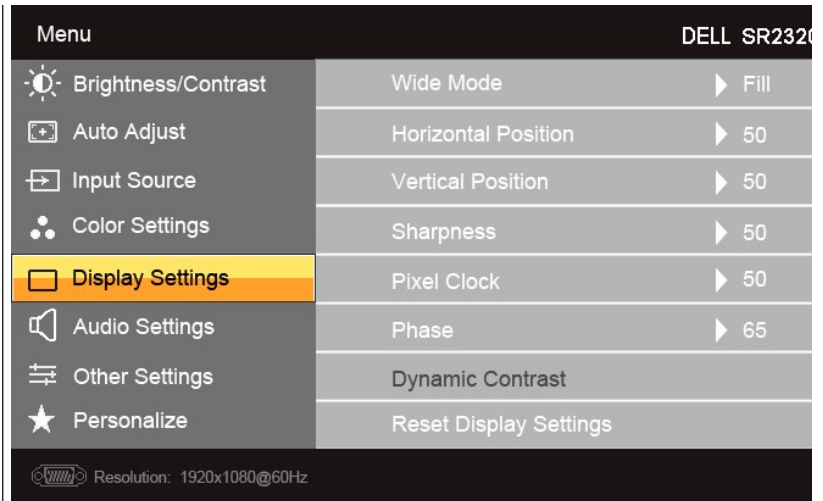 Menu
DELL SR2320
Brightness/Contrast
Wide Mode
Fill
Auto Adjust
Horizontal Position
50
Input Source
Vertical Position
50
Color Settings
Sharpness
50
Display Settings
Pixel Clock
50
Audio Settings
Phase
65
Other Settings
Dynamic Contrast
Personalize
Reset Display Settings
Resolution: 1920x1080@60Hz